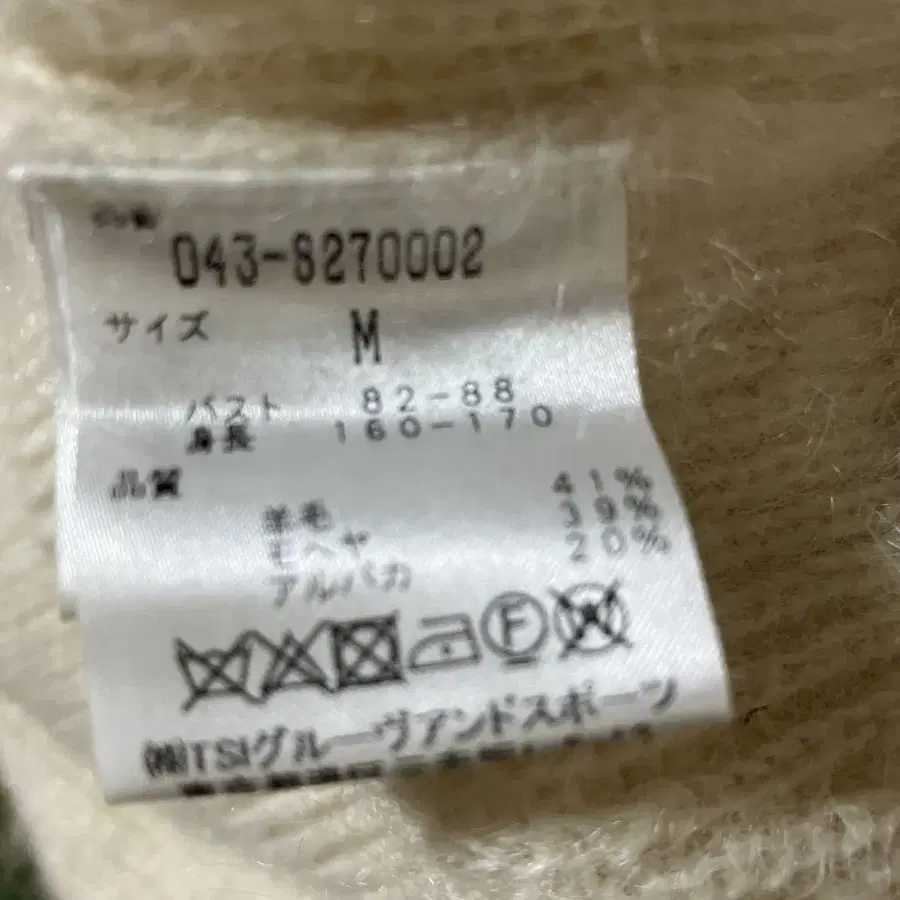 043-8270002
サイズ M
バスト 82-88
身長 160-170
品質
羊毛 41%
モヘヤ 39%
アルパカ 20%
F
㈱TSIグルーヴアンドスポーツ